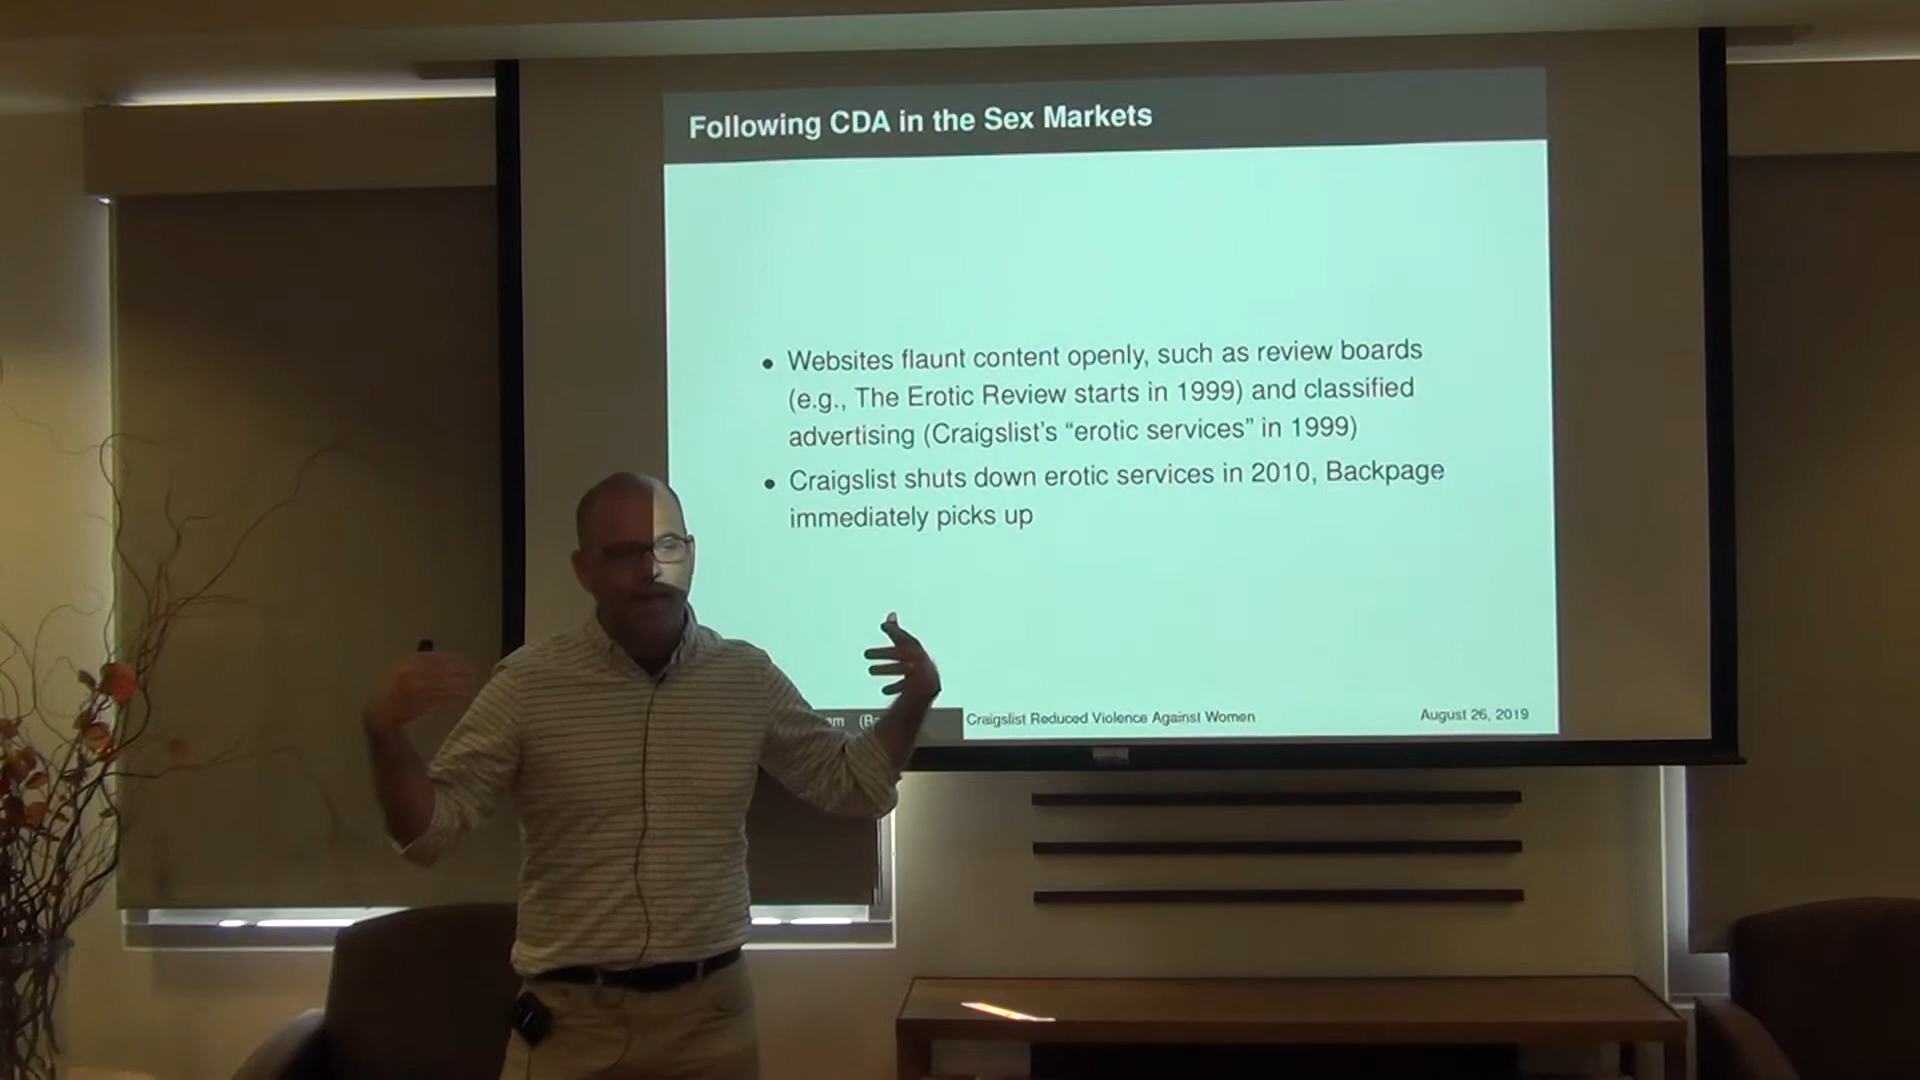 Following CDA in the Sex Markets
• Websites flaunt content openly, such as review boards
(e.g., The Erotic Review starts in 1999) and classified
advertising (Craigslist's “erotic services” in 1999)
• Craigslist shuts down erotic services in 2010, Backpage
immediately picks up
Craigslist Reduced Violence Against Women
August 26, 2019